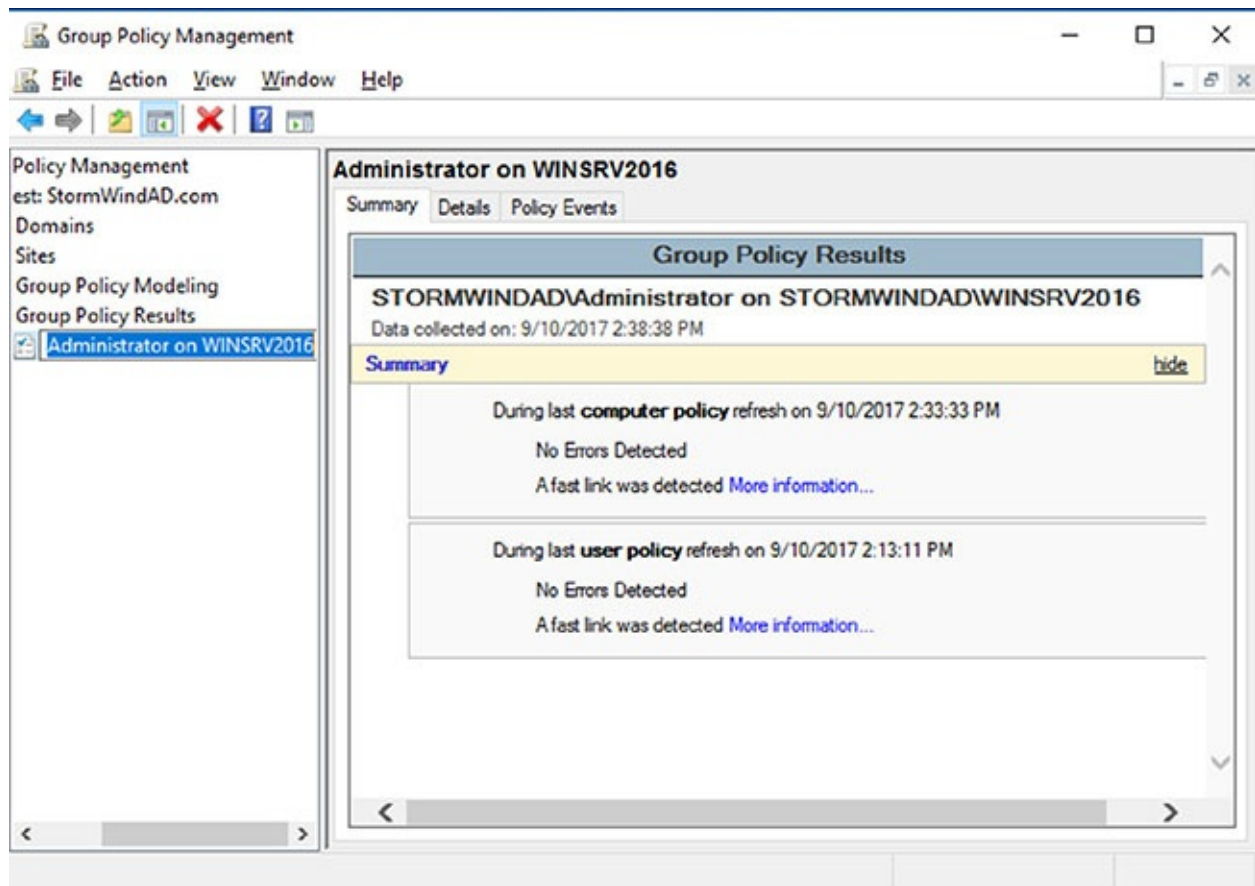 Group Policy Management
File Action View Window Help
Policy Management
est: StormWindAD.com
Domains
Sites
Group Policy Modeling
Group Policy Results
Administrator on WINSRV2016
Administrator on WINSRV2016
Summary Details Policy Events
Group Policy Results
STORMWINDAD\Administrator on STORMWINDAD\WINSRV2016
Data collected on: 9/10/2017 2:38:38 PM
Summary hide
During last computer policy refresh on 9/10/2017 2:33:33 PM
No Errors Detected
A fast link was detected More information...
During last user policy refresh on 9/10/2017 2:13:11 PM
No Errors Detected
A fast link was detected More information...